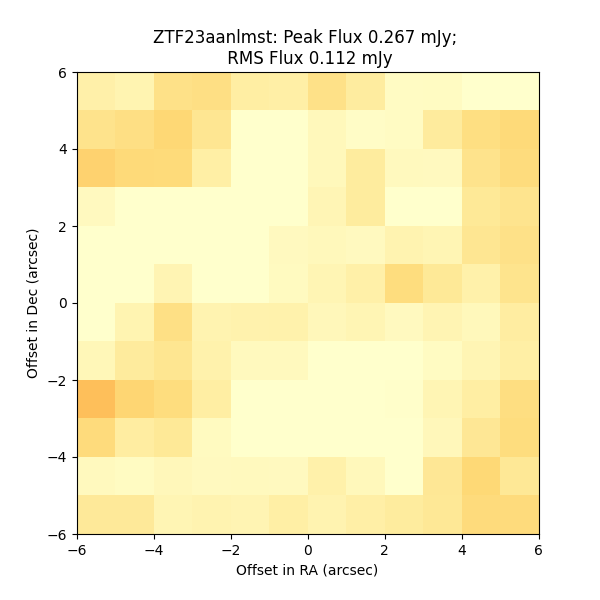 ZTF23aanlmst: Peak Flux 0.267 mJy;
RMS Flux 0.112 mJy
6
4
2
0
−2
−4
−6
Offset in Dec (arcsec)
−6 −4 −2 0 2 4 6
Offset in RA (arcsec)